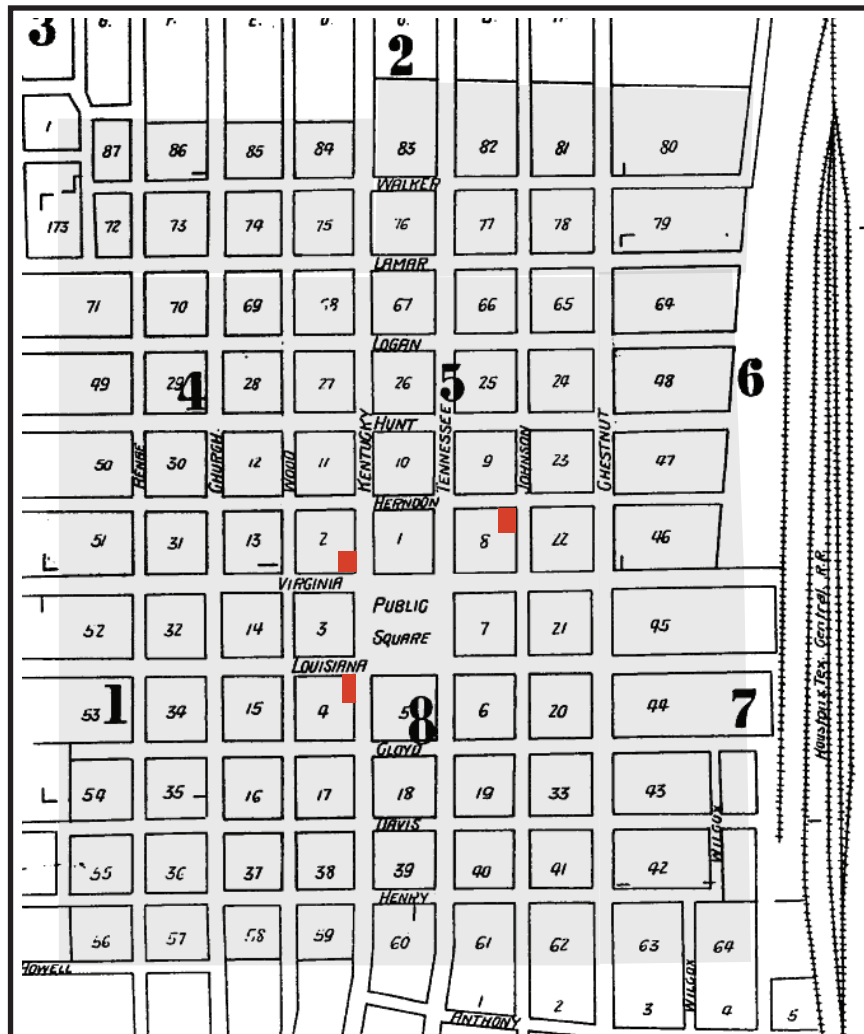 3 G. F. E. D. C. B. A.
2
1 87 86 85 84 83 82 81 80
WALKER
173 72 73 74 75 76 77 78 79
LAMAR
71 70 69 68 67 66 65 64
LOGAN
49 29 28 27 26 25 24 48
4 5 6
HUNT
BENGE CHURCH. WOOD KENTUCKY TENNESSEE JOHNSON CHESTNUT
50 30 12 11 10 9 23 47
HERNDON
51 31 13 2 1 8 22 46
VIRGINIA
PUBLIC
SQUARE
52 32 14 3 7 21 45
Houston & Tex. Central. R.R.
LOUISIANA
53 34 15 4 5 6 20 44
1 8 7
CLOYD
54 35 16 17 18 19 33 43
DAVIS
WILCOX
55 36 37 38 39 40 41 42
HENRY
56 57 58 59 60 61 62 63 64
HOWELL
WILCOX
1 2 3 4 5
ANTHONY